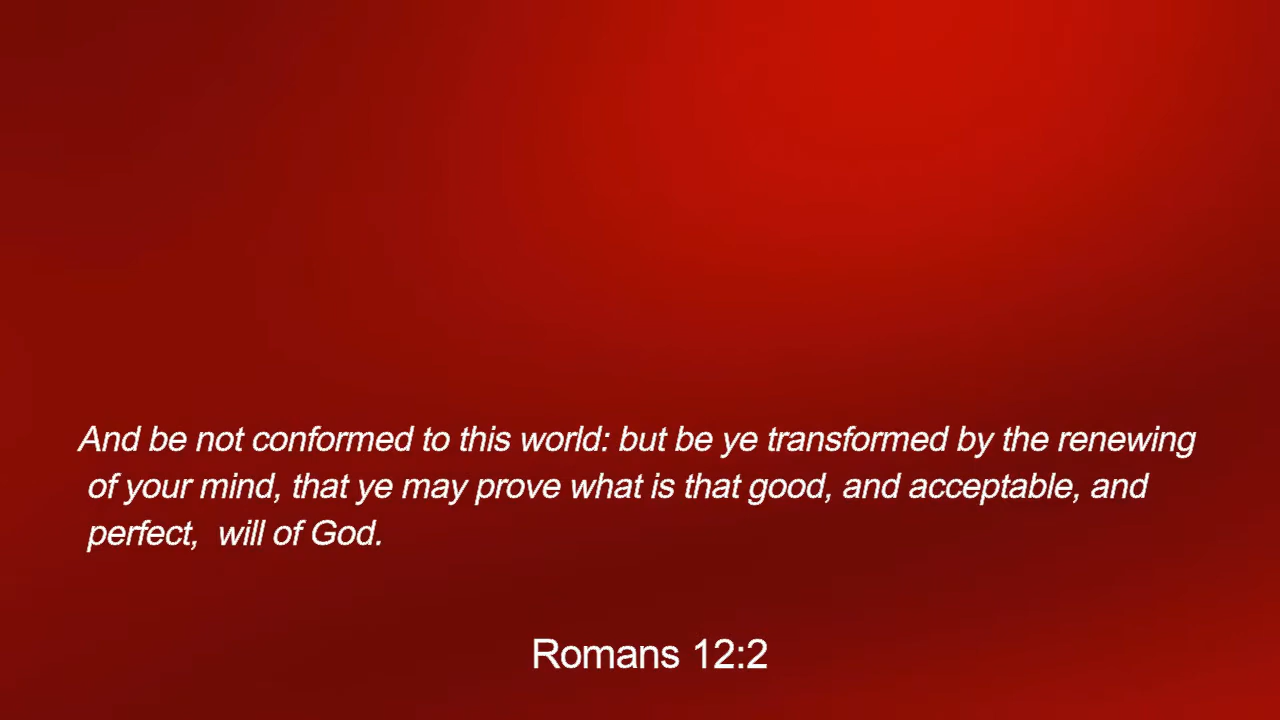 And be not conformed to this world: but be ye transformed by the renewing
of your mind, that ye may prove what is that good, and acceptable, and
perfect,  will of God.
Romans 12:2